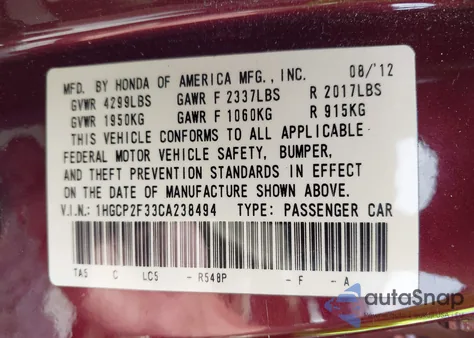 MFD. BY HONDA OF AMERICA MFG., INC. 08/'12
GVWR 4299LBS GAWR F 2337LBS R 2017LBS
GVWR 1950KG GAWR F 1060KG R 915KG
THIS VEHICLE CONFORMS TO ALL APPLICABLE
FEDERAL MOTOR VEHICLE SAFETY, BUMPER,
AND THEFT PREVENTION STANDARDS IN EFFECT
ON THE DATE OF MANUFACTURE SHOWN ABOVE.
V.I.N.: 1HGCP2F33CA238494 TYPE: PASSENGER CAR
TA5 C LC5 - R548P - F - A
autaSnap